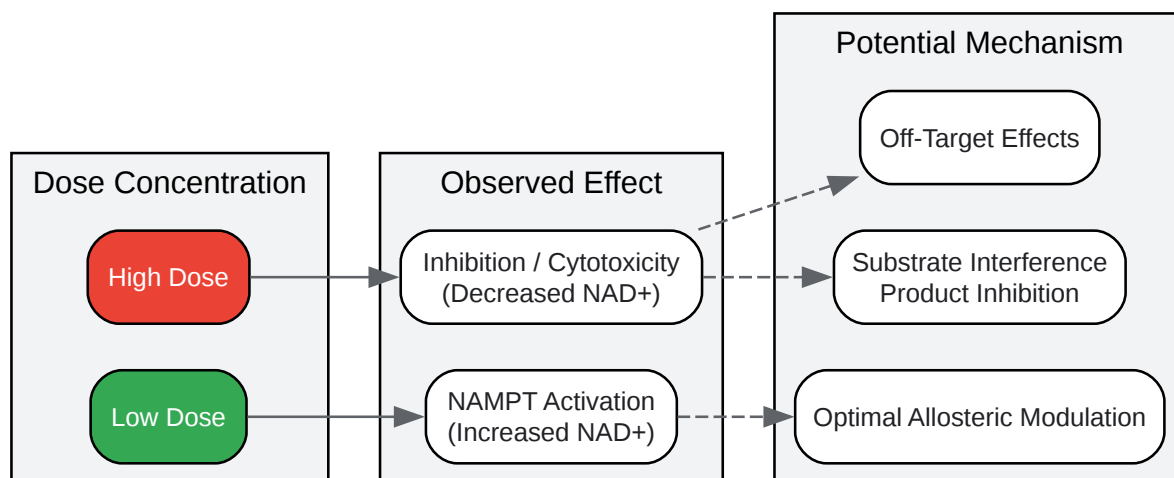 Dose Concentration
High Dose
Low Dose
Observed Effect
Inhibition / Cytotoxicity
(Decreased NAD+)
NAMPT Activation
(Increased NAD+)
Potential Mechanism
Off-Target Effects
Substrate Interference
Product Inhibition
Optimal Allosteric Modulation